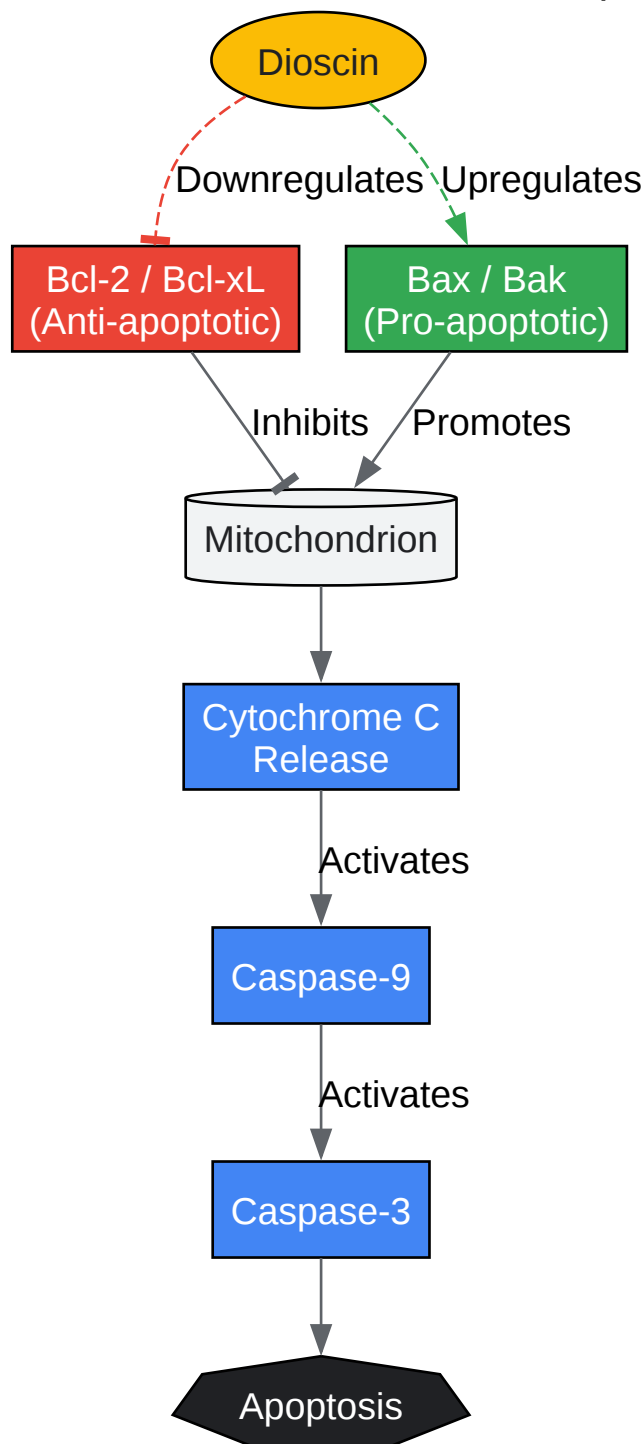 Dioscin
Downregulates
Upregulates
Bcl-2 / Bcl-xL
(Anti-apoptotic)
Bax / Bak
(Pro-apoptotic)
Inhibits
Promotes
Mitochondrion
Cytochrome C
Release
Activates
Caspase-9
Activates
Caspase-3
Apoptosis